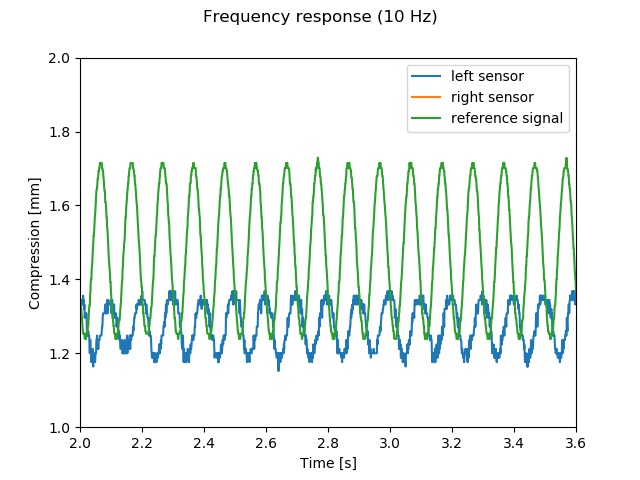 Frequency response (10 Hz)
left sensor
right sensor
reference signal
2.0
1.8
1.6
1.4
1.2
1.0
Compression [mm]
2.0 2.2 2.4 2.6 2.8 3.0 3.2 3.4 3.6
Time [s]